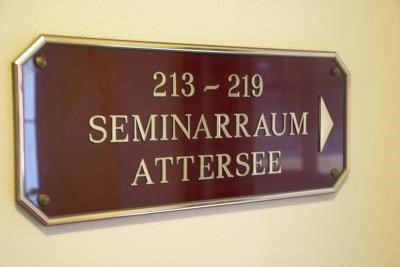 213 ~ 219
SEMINARRAUM
ATTERSEE